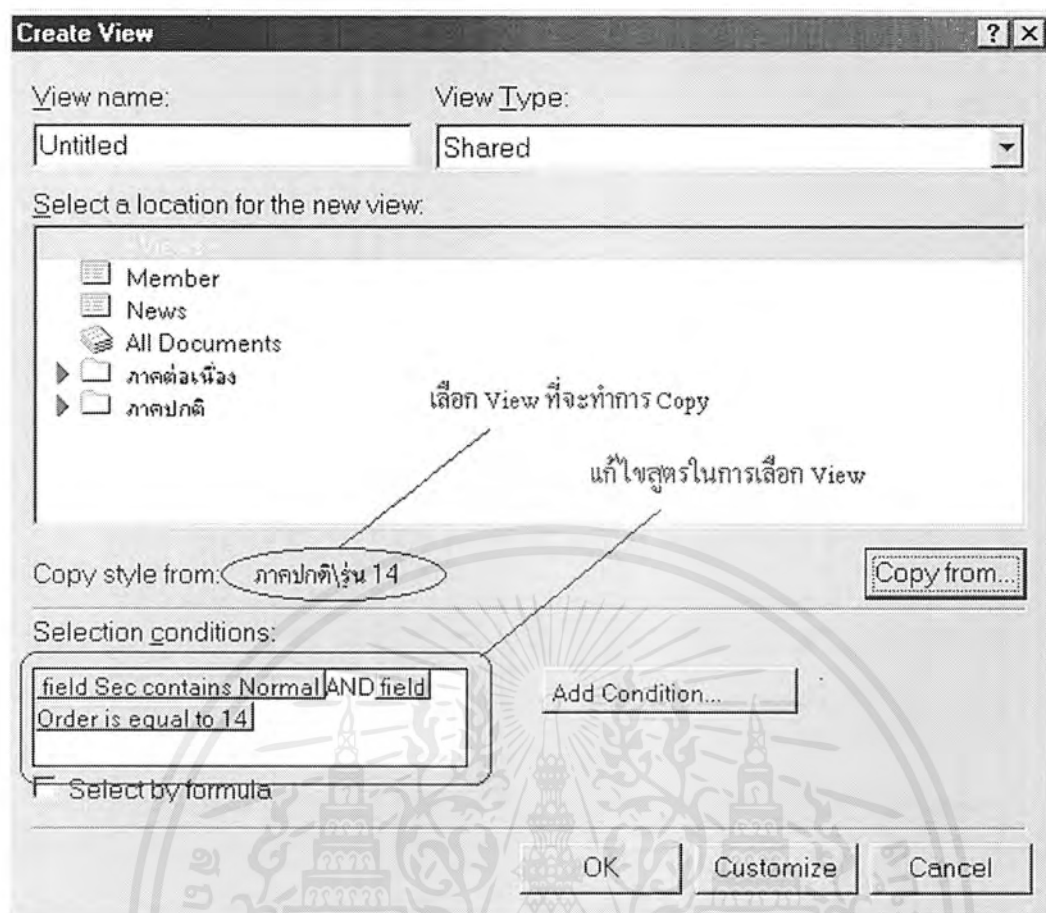 Create View
View name:
View Type:
Untitled
Shared
Select a location for the new view:
-Views-
Member
News
All Documents
ภาคต่อเนื่อง
ภาคปกติ
เลือก View ที่จะทำการ Copy
แก้ไขสูตรในการเลือก View
Copy style from: ภาคปกติ\รุ่น 14
Copy from...
Selection conditions:
field Sec contains Normal AND field
Order is equal to 14
Add Condition...
Select by formula
OK
Customize
Cancel